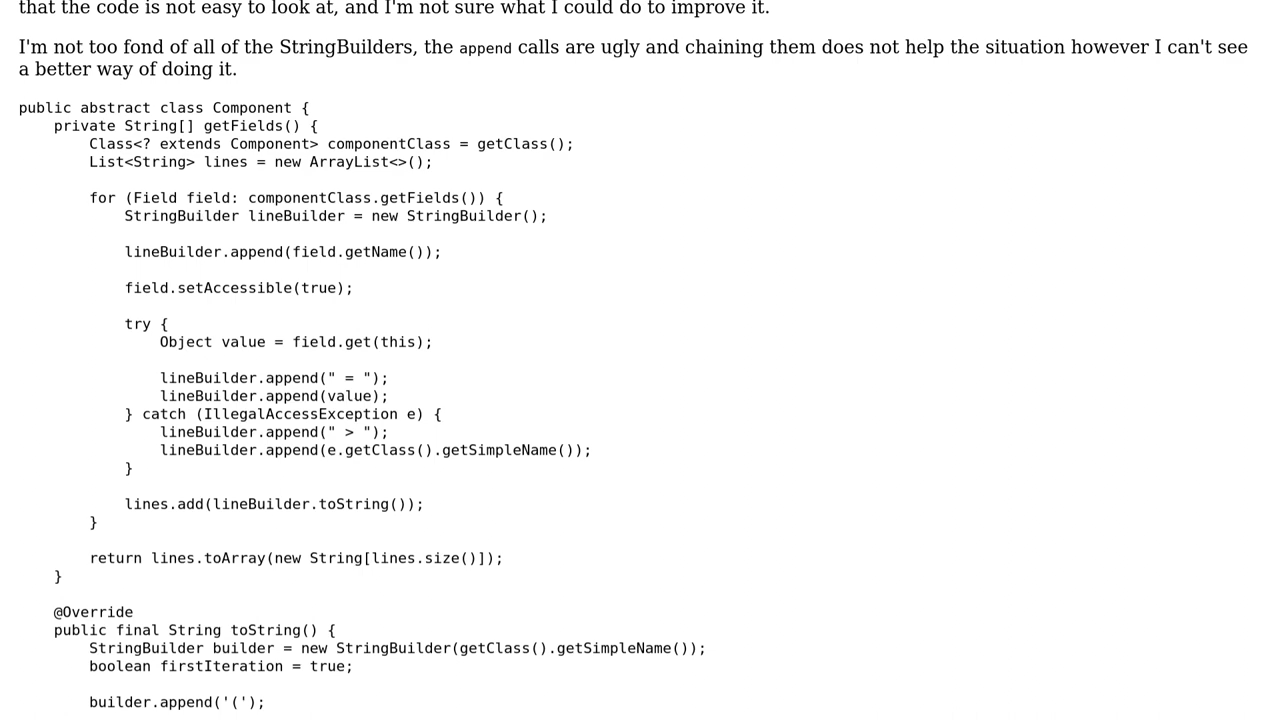 that the code is not easy to look at, and I'm not sure what I could do to improve it.
I'm not too fond of all of the StringBuilders, the append calls are ugly and chaining them does not help the situation however I can't see
a better way of doing it.
public abstract class Component {
    private String[] getFields() {
        Class<? extends Component> componentClass = getClass();
        List<String> lines = new ArrayList<>();
        for (Field field: componentClass.getFields()) {
            StringBuilder lineBuilder = new StringBuilder();
            lineBuilder.append(field.getName());
            field.setAccessible(true);
            try {
                Object value = field.get(this);
                lineBuilder.append(" = ");
                lineBuilder.append(value);
            } catch (IllegalAccessException e) {
                lineBuilder.append(" > ");
                lineBuilder.append(e.getClass().getSimpleName());
            }
            lines.add(lineBuilder.toString());
        }
        return lines.toArray(new String[lines.size()]);
    }
    @Override
    public final String toString() {
        StringBuilder builder = new StringBuilder(getClass().getSimpleName());
        boolean firstIteration = true;
        builder.append('(');